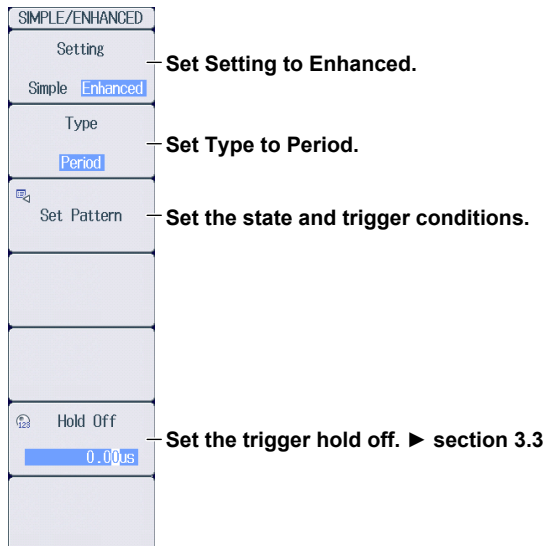 SIMPLE/ENHANCED
Setting
Simple Enhanced
Set Setting to Enhanced.
Type
Period
Set Type to Period.
Set Pattern
Set the state and trigger conditions.
123
Hold Off
0.00us
Set the trigger hold off. ► section 3.3